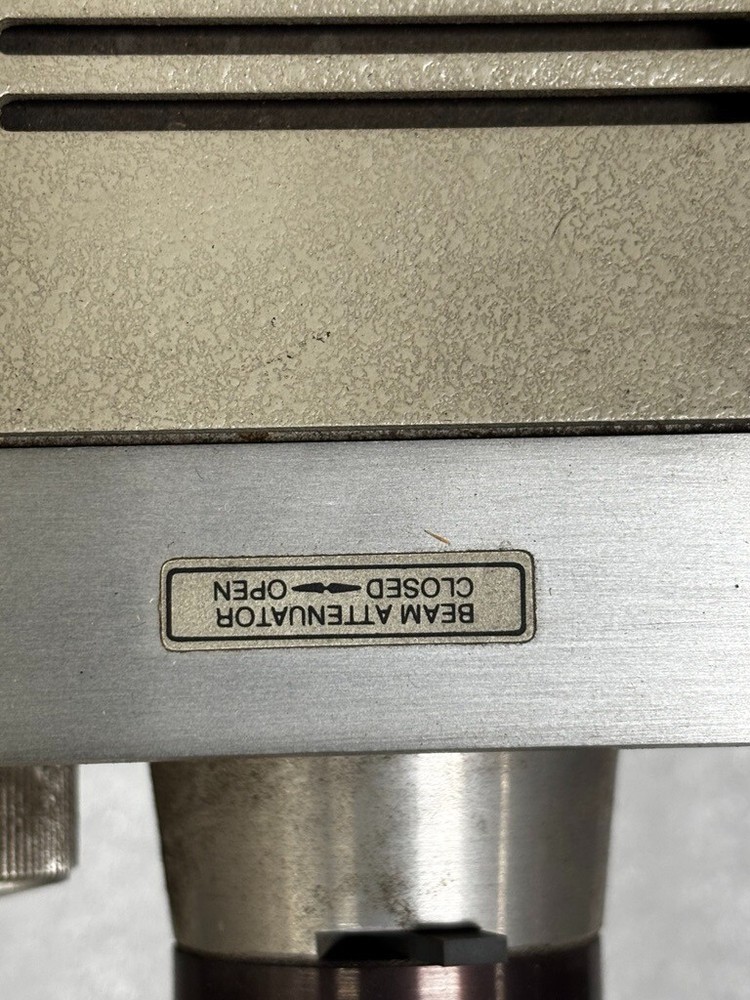 BEAM ATTENUATOR
CLOSED ◄► OPEN